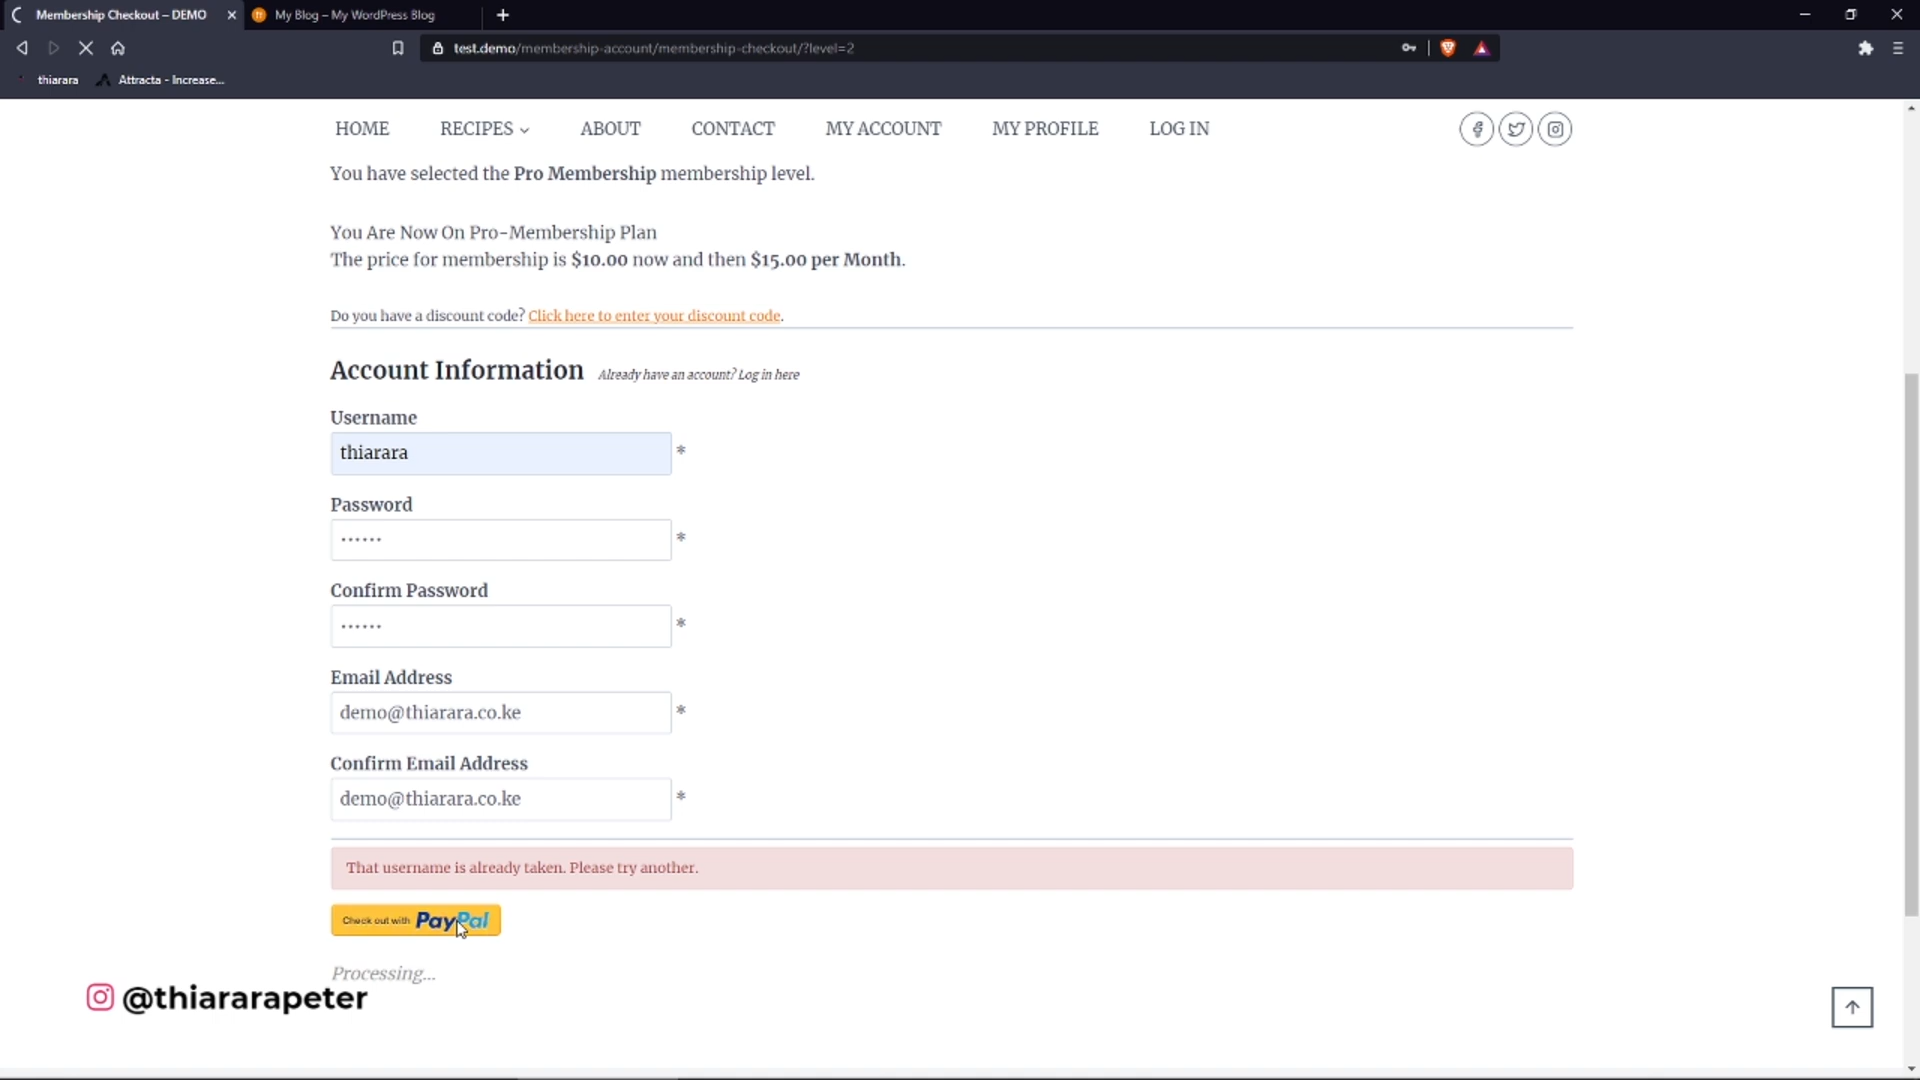 Membership Checkout – DEMO
My Blog – My WordPress Blog
test.demo/membership-account/membership-checkout/?level=2
thiarara
Attracta - Increase...
HOME
RECIPES
ABOUT
CONTACT
MY ACCOUNT
MY PROFILE
LOG IN
You have selected the Pro Membership membership level.
You Are Now On Pro-Membership Plan
The price for membership is $10.00 now and then $15.00 per Month.
Do you have a discount code? Click here to enter your discount code.
Account Information Already have an account? Log in here
Username
thiarara *
Password
•••••• *
Confirm Password
•••••• *
Email Address
demo@thiarara.co.ke *
Confirm Email Address
demo@thiarara.co.ke *
That username is already taken. Please try another.
Check out with PayPal
Processing...
@thiararapeter